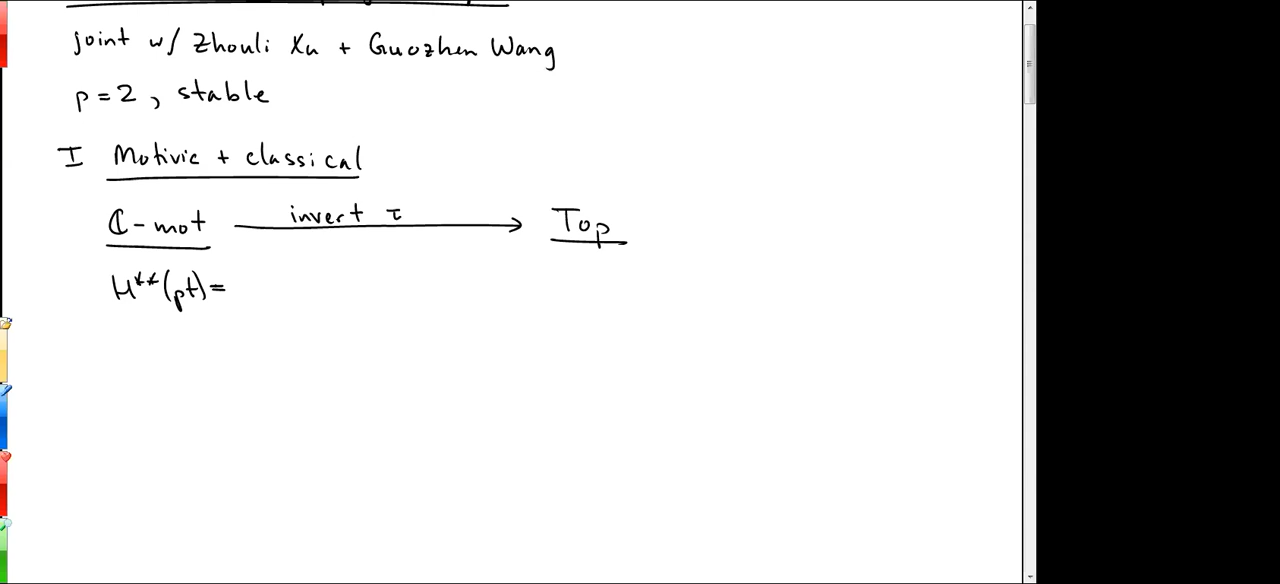 joint w/ Zhouli Xu + Guozhen Wang
p = 2, stable
I Motivic + classical
ℂ-mot invert τ Top
H**(pt) =